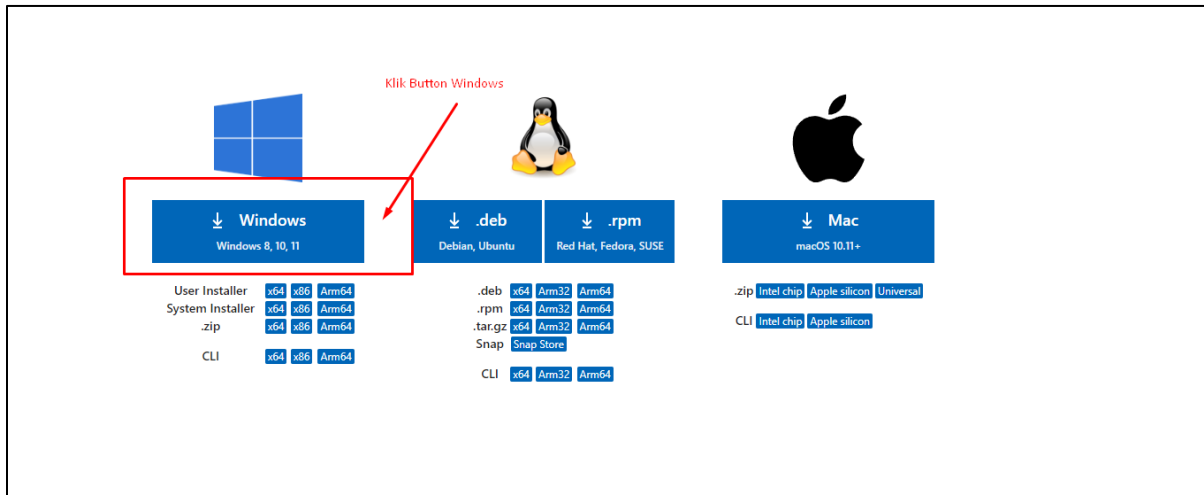 Klik Button Windows
Windows
Windows 8, 10, 11
User Installer x64 x86 Arm64
System Installer x64 x86 Arm64
.zip x64 x86 Arm64
CLI x64 x86 Arm64
.deb
Debian, Ubuntu
.rpm
Red Hat, Fedora, SUSE
.deb x64 Arm32 Arm64
.rpm x64 Arm32 Arm64
.tar.gz x64 Arm32 Arm64
Snap Snap Store
CLI x64 Arm32 Arm64
Mac
macOS 10.11+
.zip Intel chip Apple silicon Universal
CLI Intel chip Apple silicon